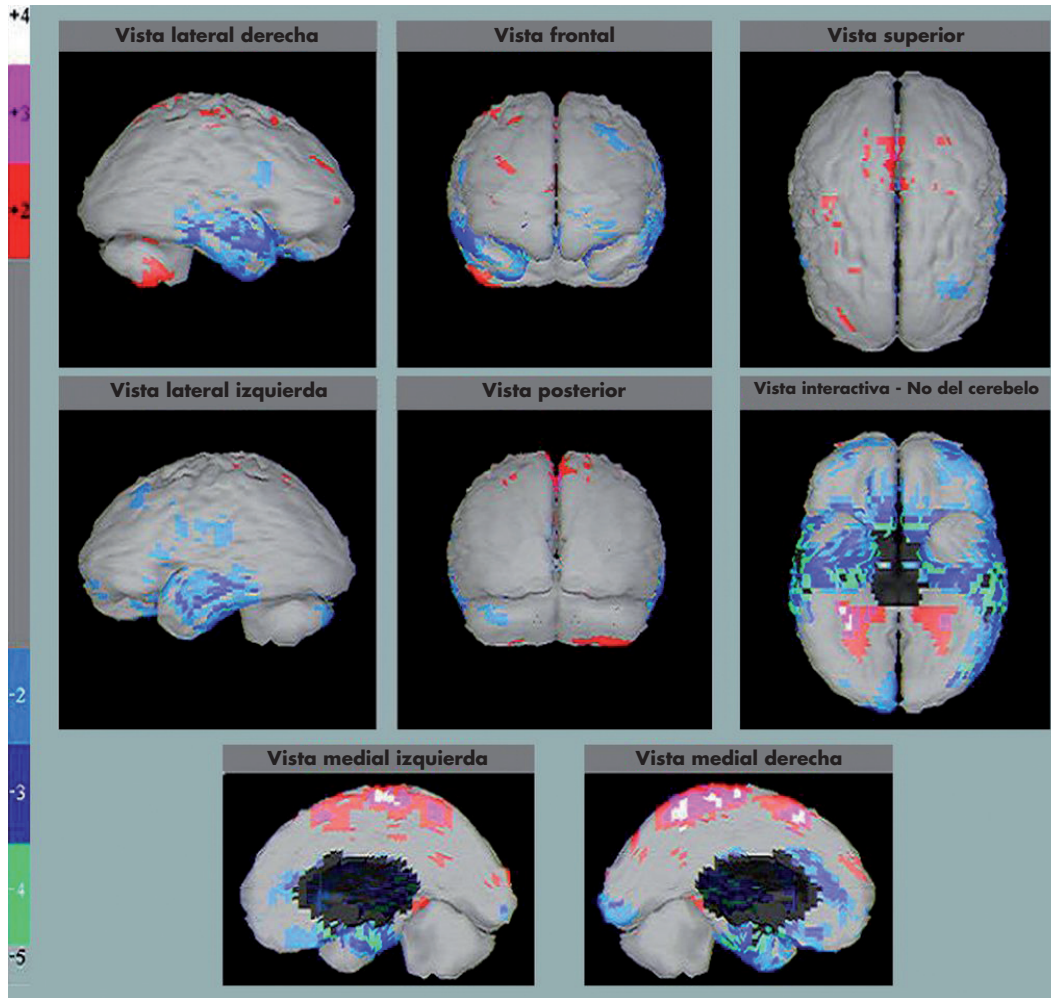 +4
+3
+2
-2
-3
-4
-5
Vista lateral derecha
Vista frontal
Vista superior
Vista lateral izquierda
Vista posterior
Vista interactiva - No del cerebelo
Vista medial izquierda
Vista medial derecha